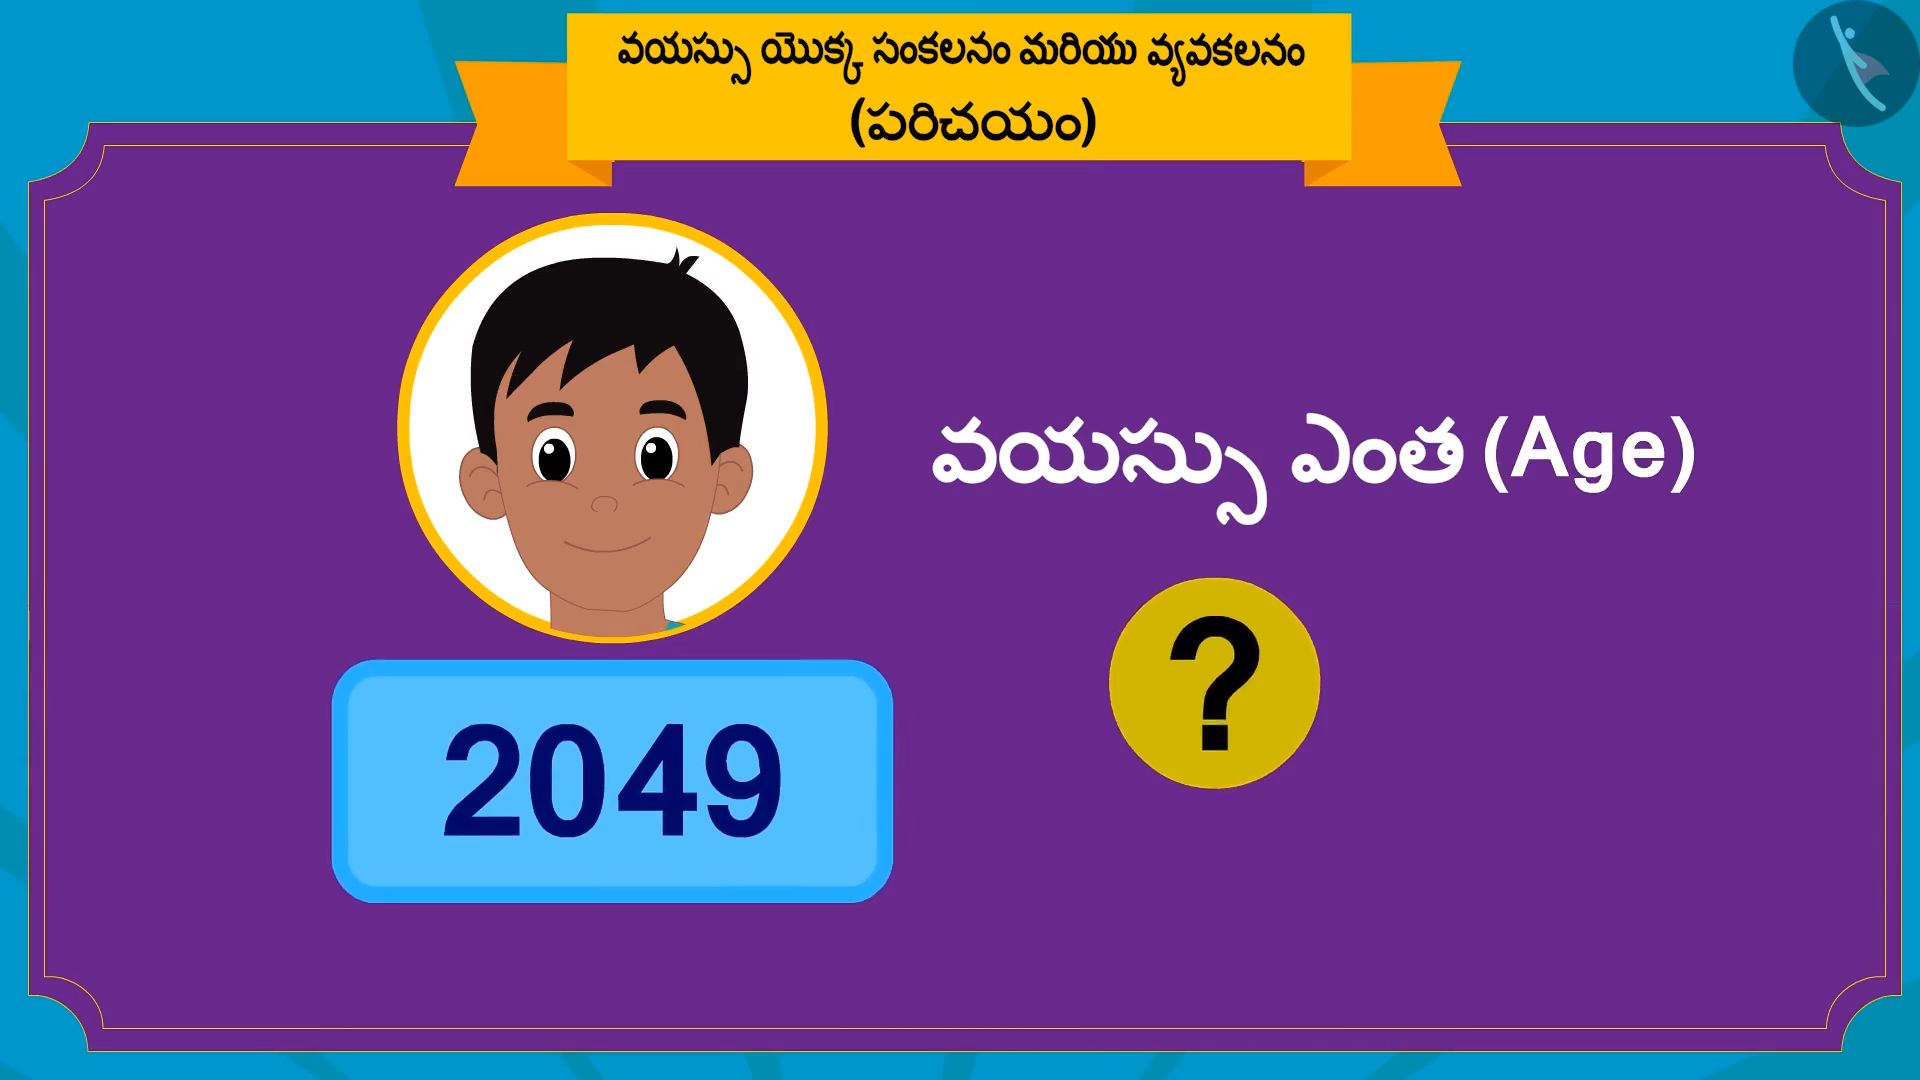 వయస్సు యొక్క సంకలనం మరియు వ్యవకలనం
(పరిచయం)
వయస్సు ఎంత (Age)
?
2049